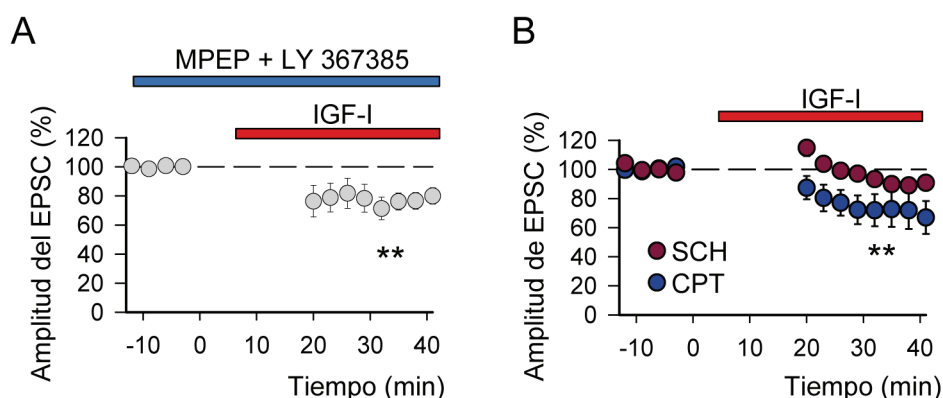 A
MPEP + LY 367385
IGF-I
Amplitud del EPSC (%)
120
100
80
60
40
20
0
**
-10 0 10 20 30 40
Tiempo (min)
B
IGF-I
Amplitud de EPSC (%)
120
100
80
60
40
20
0
SCH
CPT
**
-10 0 10 20 30 40
Tiempo (min)